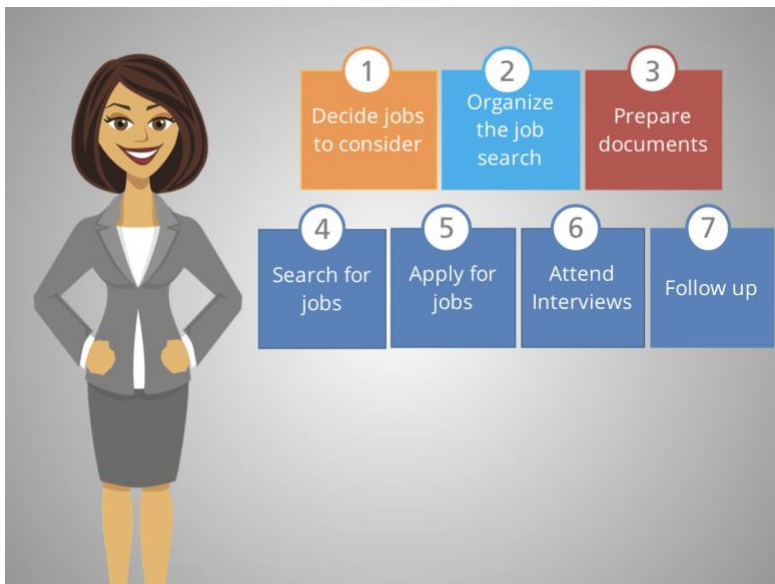 1
Decide jobs
to consider
2
Organize
the job
search
3
Prepare
documents
4
Search for
jobs
5
Apply for
jobs
6
Attend
Interviews
7
Follow up